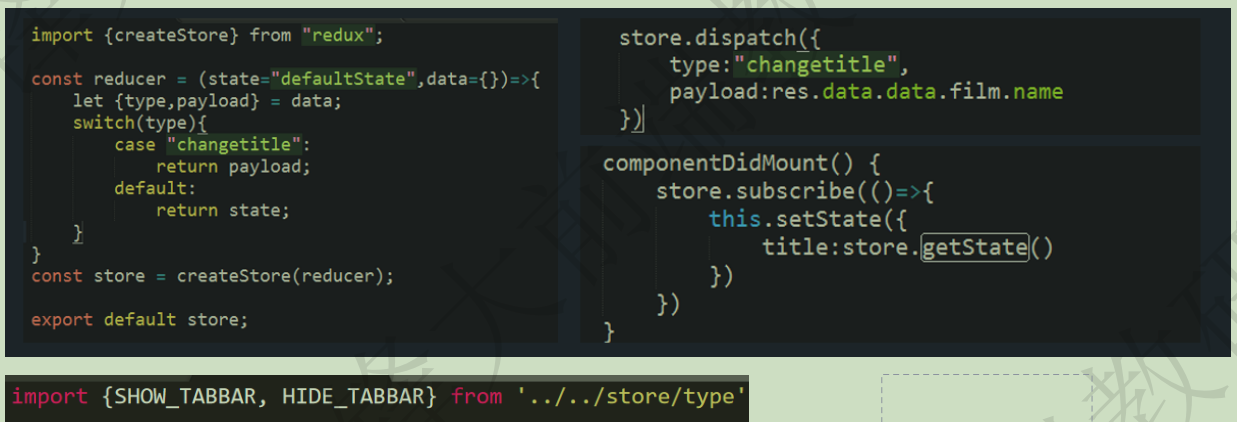 import {createStore} from "redux";
const reducer = (state="defaultState",data={})=>{
    let {type,payload} = data;
    switch(type){
        case "changetitle":
            return payload;
        default:
            return state;
    }
}
const store = createStore(reducer);
export default store;
store.dispatch({
    type:"changetitle",
    payload:res.data.data.film.name
})
componentDidMount() {
    store.subscribe(()=>{
        this.setState({
            title:store.getState()
        })
    })
}
import {SHOW_TABBAR, HIDE_TABBAR} from '../../store/type'